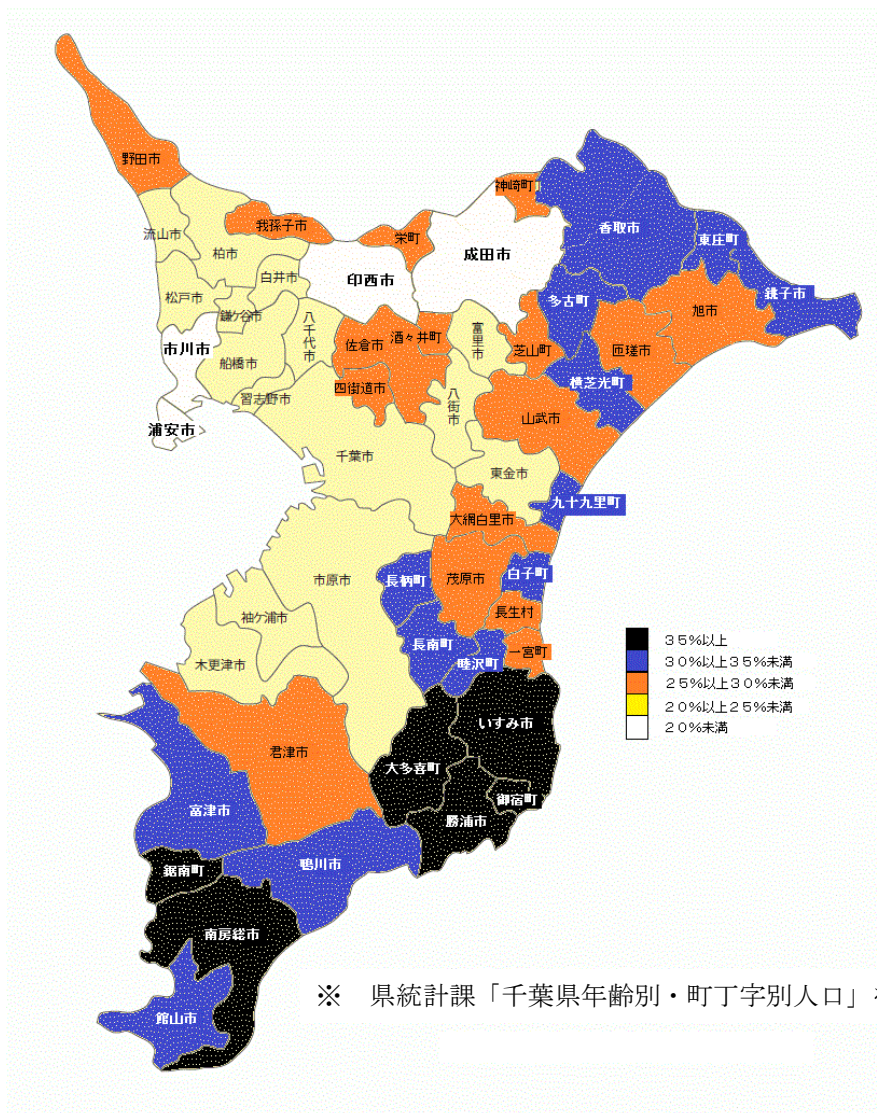 野田市
流山市
柏市
我孫子市
松戸市
鎌ケ谷市
白井市
市川市
船橋市
八千代市
習志野市
浦安市
印西市
栄町
成田市
神崎町
香取市
東庄町
銚子市
多古町
旭市
匝瑳市
横芝光町
芝山町
富里市
酒々井町
佐倉市
四街道市
八街市
山武市
千葉市
東金市
九十九里町
大網白里市
市原市
長柄町
茂原市
白子町
長生村
長南町
睦沢町
一宮町
袖ケ浦市
木更津市
君津市
いすみ市
大多喜町
御宿町
勝浦市
富津市
鴨川市
鋸南町
南房総市
館山市
35%以上
30%以上35%未満
25%以上30%未満
20%以上25%未満
20%未満
※ 県統計課「千葉県年齢別・町丁字別人口」